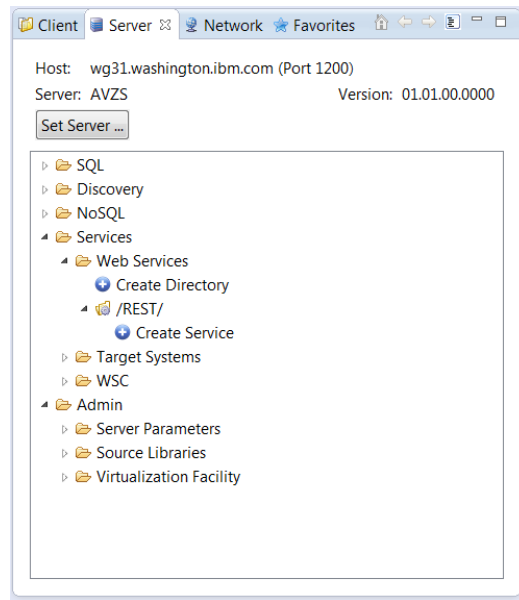 Client Server Network Favorites
Host: wg31.washington.ibm.com (Port 1200)
Server: AVZS Version: 01.01.00.0000
Set Server ...
SQL
Discovery
NoSQL
Services
Web Services
Create Directory
/REST/
Create Service
Target Systems
WSC
Admin
Server Parameters
Source Libraries
Virtualization Facility